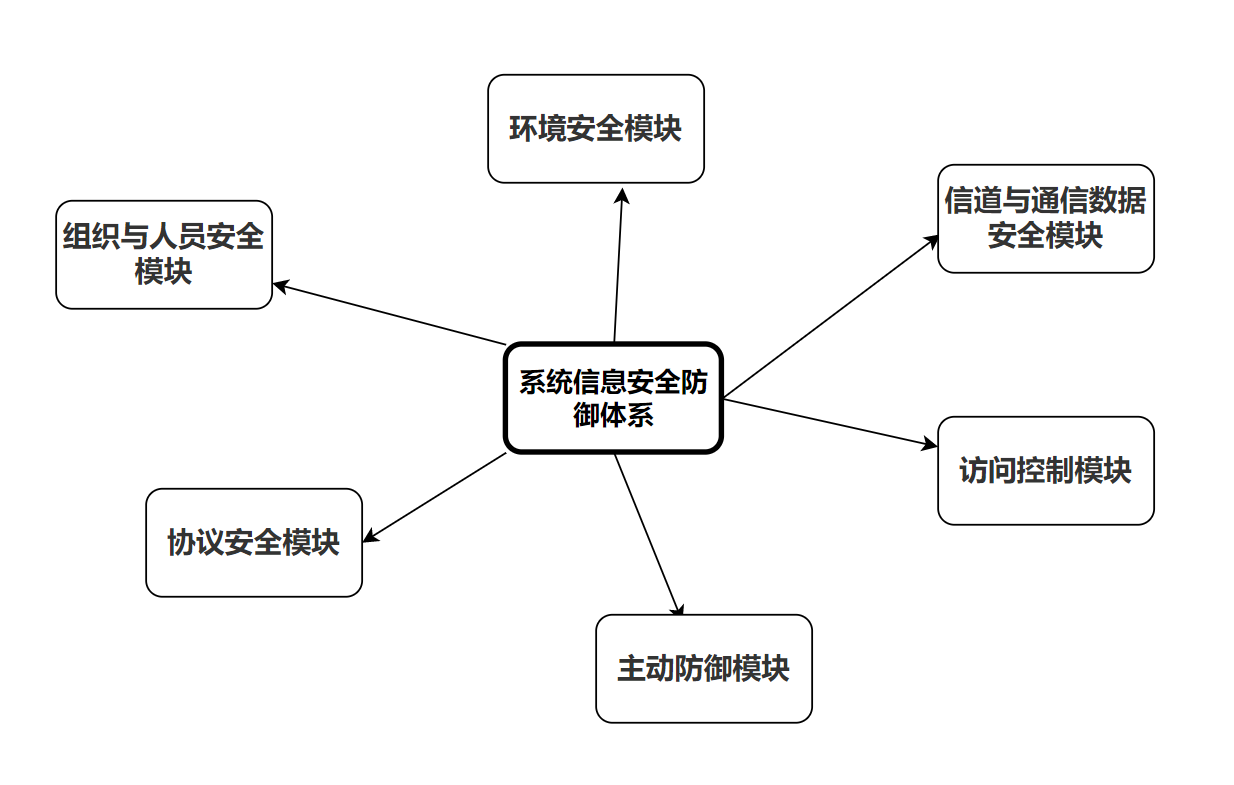 环境安全模块
信道与通信数据
安全模块
组织与人员安全
模块
系统信息安全防
御体系
访问控制模块
协议安全模块
主动防御模块